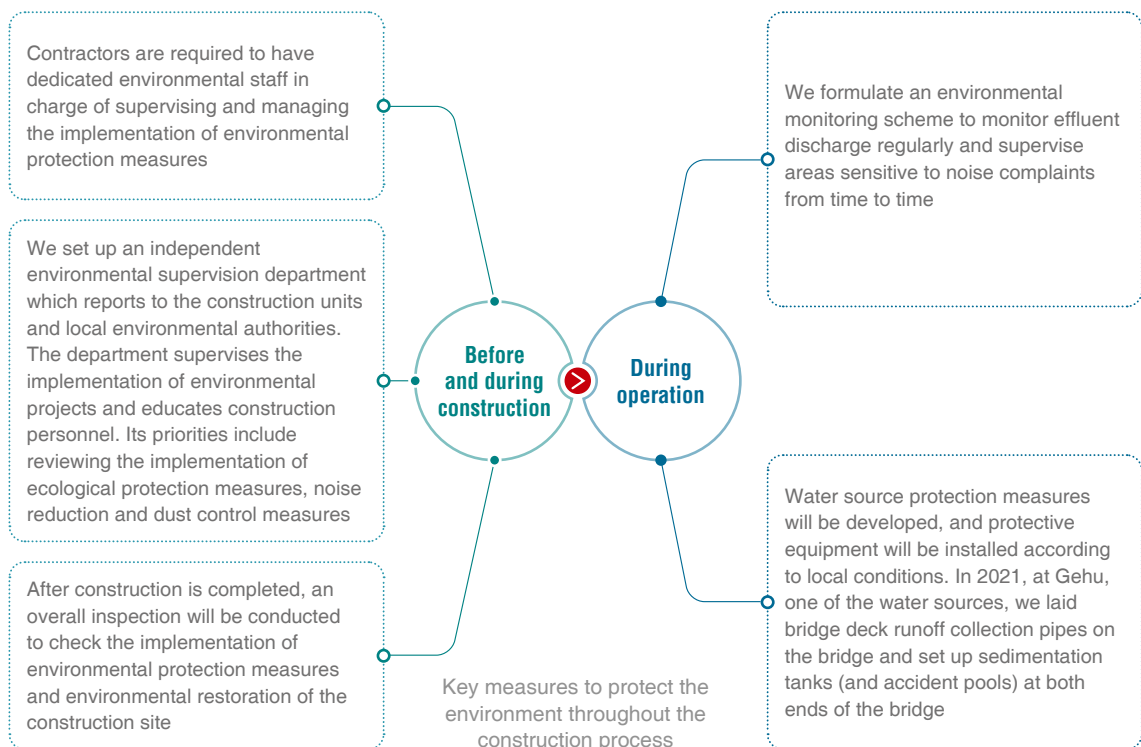 Contractors are required to have
dedicated environmental staff in
charge of supervising and managing
the implementation of environmental
protection measures
We set up an independent
environmental supervision department
which reports to the construction units
and local environmental authorities.
The department supervises the
implementation of environmental
projects and educates construction
personnel. Its priorities include
reviewing the implementation of
ecological protection measures, noise
reduction and dust control measures
After construction is completed, an
overall inspection will be conducted
to check the implementation of
environmental protection measures
and environmental restoration of the
construction site
Before
and during
construction
During
operation
Key measures to protect the
environment throughout the
construction process
We formulate an environmental
monitoring scheme to monitor effluent
discharge regularly and supervise
areas sensitive to noise complaints
from time to time
Water source protection measures
will be developed, and protective
equipment will be installed according
to local conditions. In 2021, at Gehu,
one of the water sources, we laid
bridge deck runoff collection pipes on
the bridge and set up sedimentation
tanks (and accident pools) at both
ends of the bridge